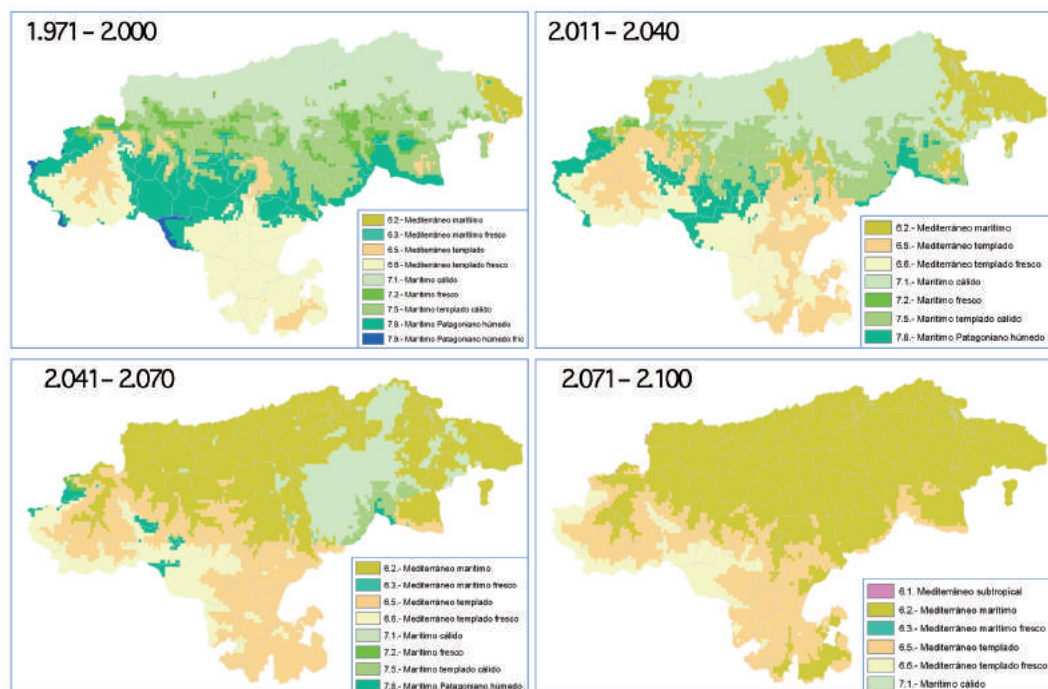 1.971 – 2.000
6.2.- Mediterráneo marítimo
6.3.- Mediterráneo marítimo fresco
6.5.- Mediterráneo templado
6.6.- Mediterráneo templado fresco
7.1.- Marítimo cálido
7.2.- Marítimo fresco
7.5.- Marítimo templado cálido
7.8.- Marítimo Patagoniano húmedo
7.9.- Marítimo Patagoniano húmedo frío
2.011 – 2.040
6.2.- Mediterráneo marítimo
6.5.- Mediterráneo templado
6.6.- Mediterráneo templado fresco
7.1.- Marítimo cálido
7.2.- Marítimo fresco
7.5.- Marítimo templado cálido
7.8.- Marítimo Patagoniano húmedo
2.041 – 2.070
6.2.- Mediterráneo marítimo
6.3.- Mediterráneo marítimo fresco
6.5.- Mediterráneo templado
6.6.- Mediterráneo templado fresco
7.1.- Marítimo cálido
7.2.- Marítimo fresco
7.5.- Marítimo templado cálido
7.8.- Marítimo Patagoniano húmedo
2.071 – 2.100
6.1. Mediterráneo subtropical
6.2.- Mediterráneo marítimo
6.3.- Mediterráneo marítimo fresco
6.5.- Mediterráneo templado
6.6.- Mediterráneo templado fresco
7.1.- Marítimo cálido